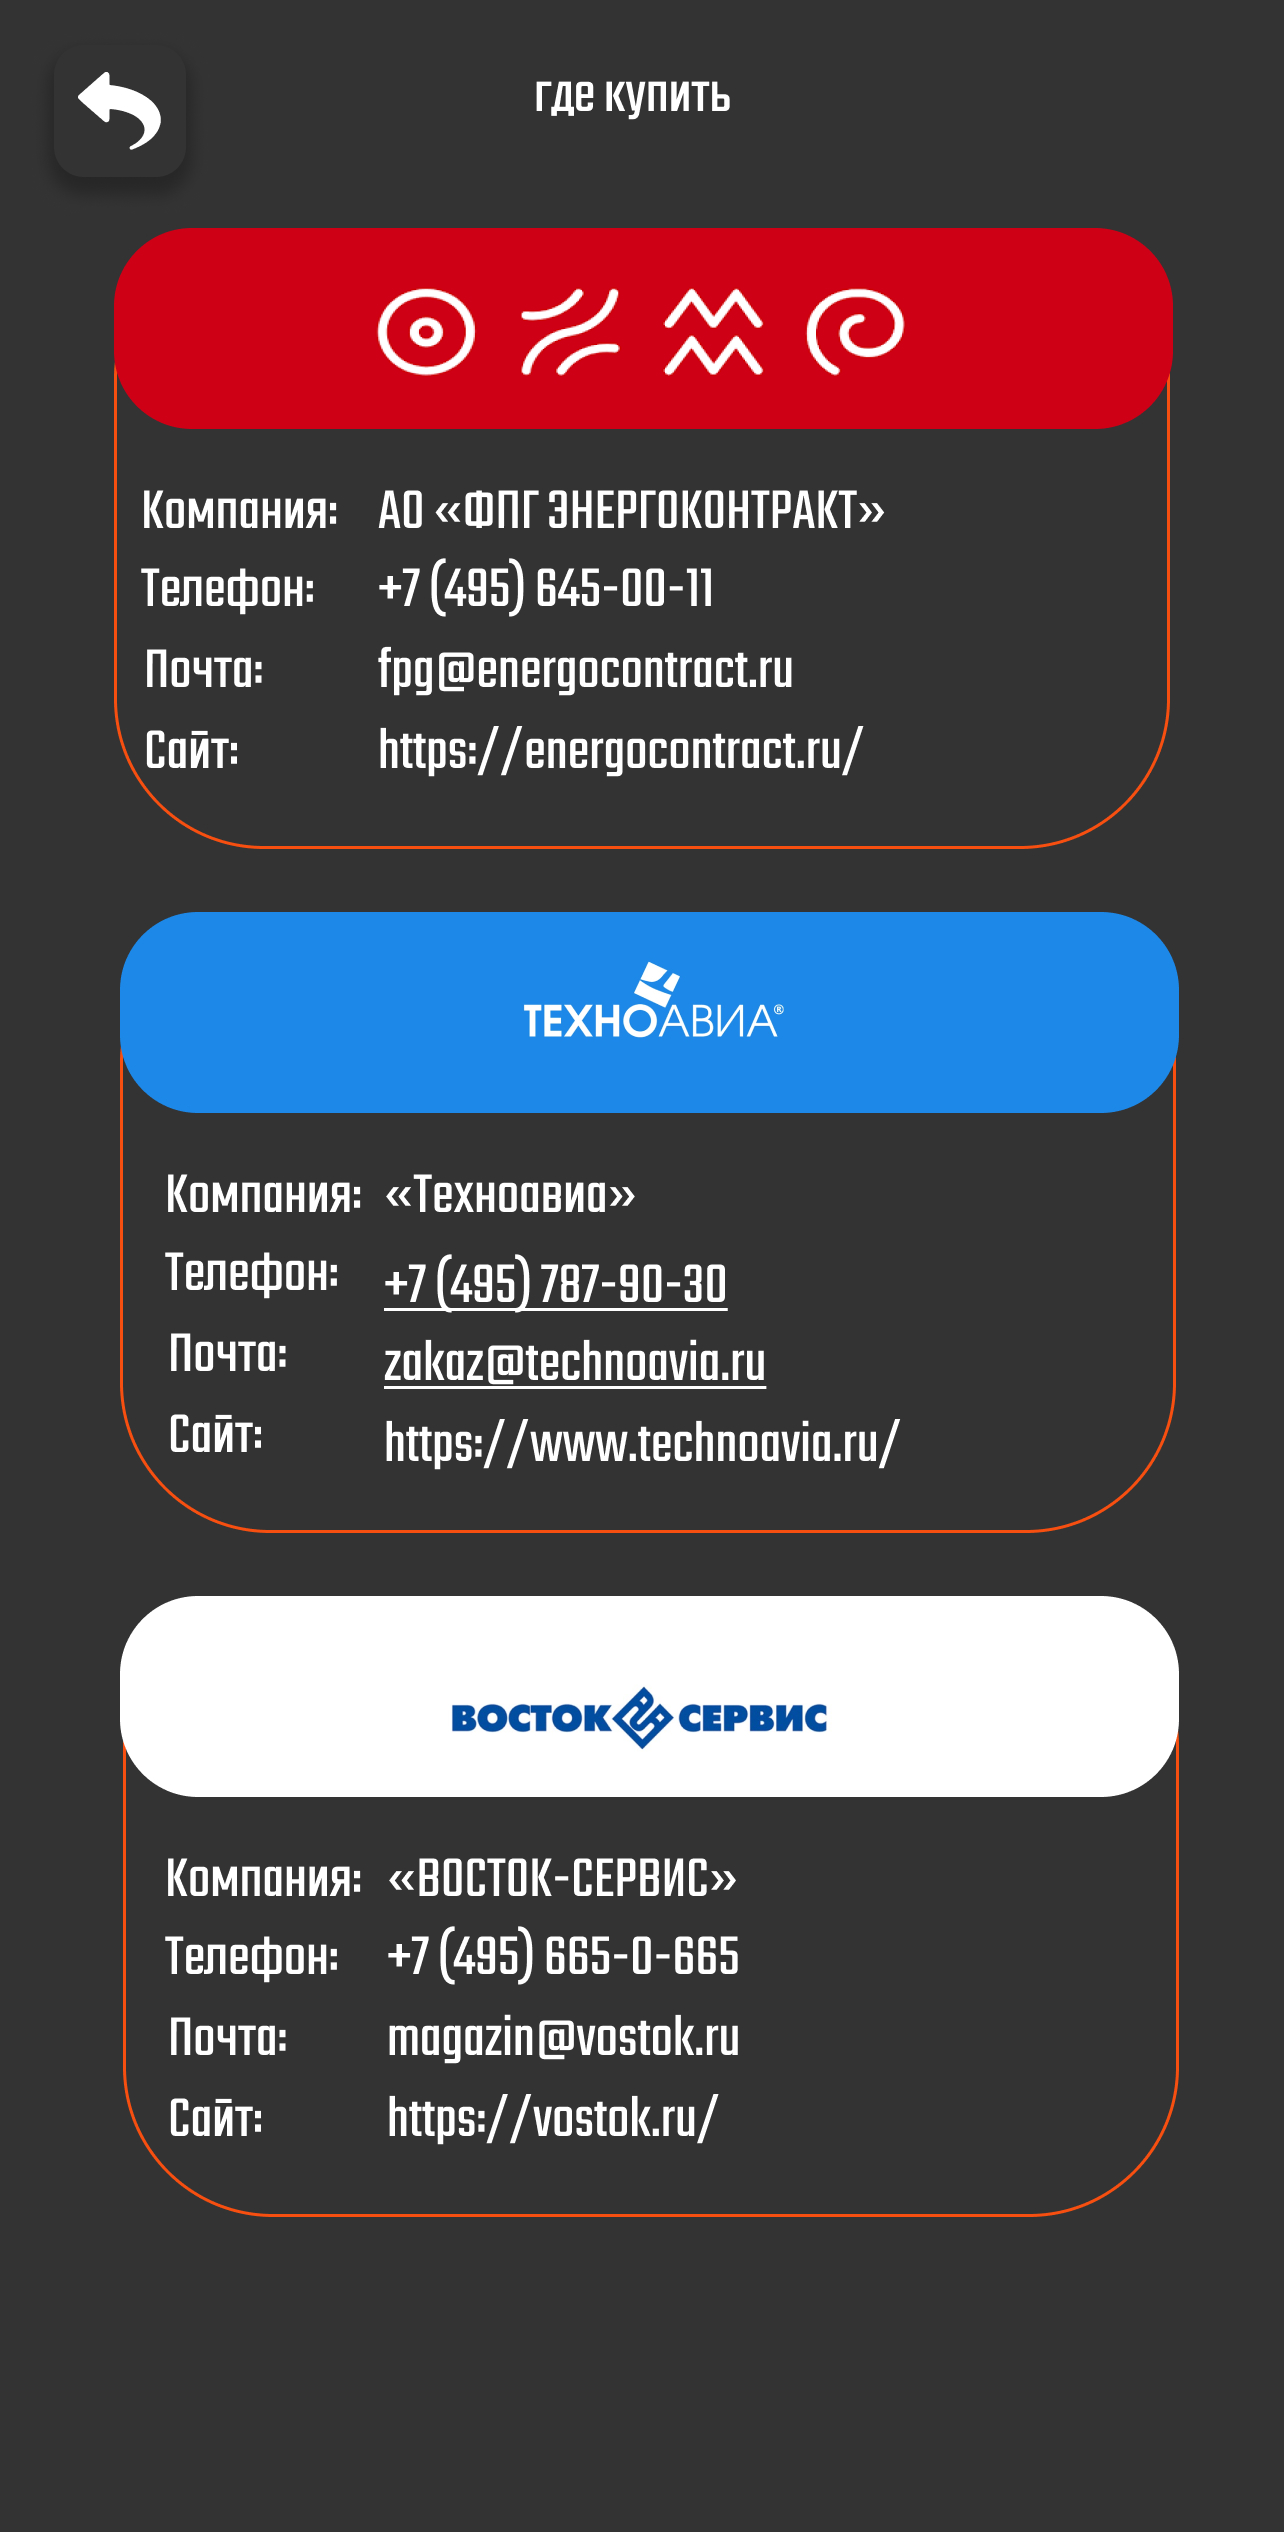 где купить
Компания: АО «ФПГ ЭНЕРГОКОНТРАКТ»
Телефон: +7 (495) 645-00-11
Почта: fpg@energocontract.ru
Сайт: https://energocontract.ru/
ТЕХНОАВИА®
Компания: «Техноавиа»
Телефон: +7 (495) 787-90-30
Почта: zakaz@technoavia.ru
Сайт: https://www.technoavia.ru/
ВОСТОК СЕРВИС
Компания: «ВОСТОК-СЕРВИС»
Телефон: +7 (495) 665-0-665
Почта: magazin@vostok.ru
Сайт: https://vostok.ru/